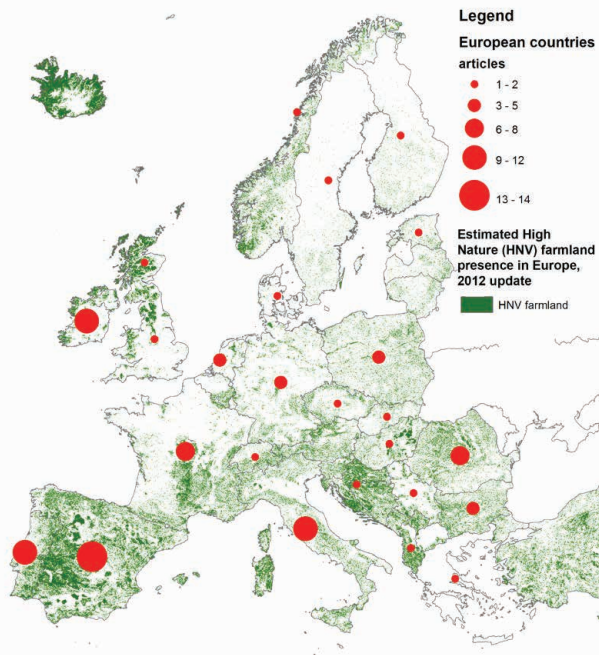 Legend
European countries
articles
1 - 2
3 - 5
6 - 8
9 - 12
13 - 14
Estimated High
Nature (HNV) farmland
presence in Europe,
2012 update
HNV farmland